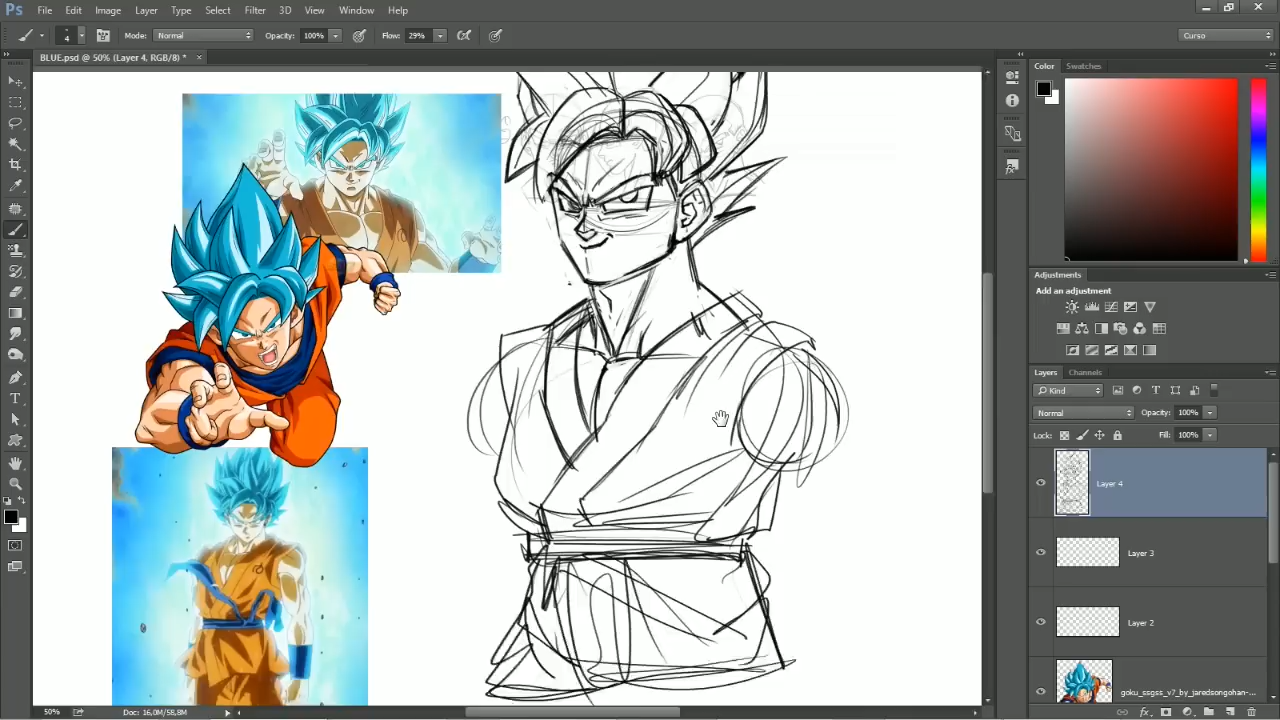 Ps File Edit Image Layer Type Select Filter 3D View Window Help
4 Mode: Normal Opacity: 100% Flow: 29% Curso
BLUE.psd @ 50% (Layer 4, RGB/8) * ×
Color Swatches
Adjustments
Add an adjustment
Layers Channels
Kind
Normal Opacity: 100%
Lock: Fill: 100%
Layer 4
Layer 3
Layer 2
goku_ssgss_v7_by_jaredsongohan-...
50% Doc: 16,0M/58,8M